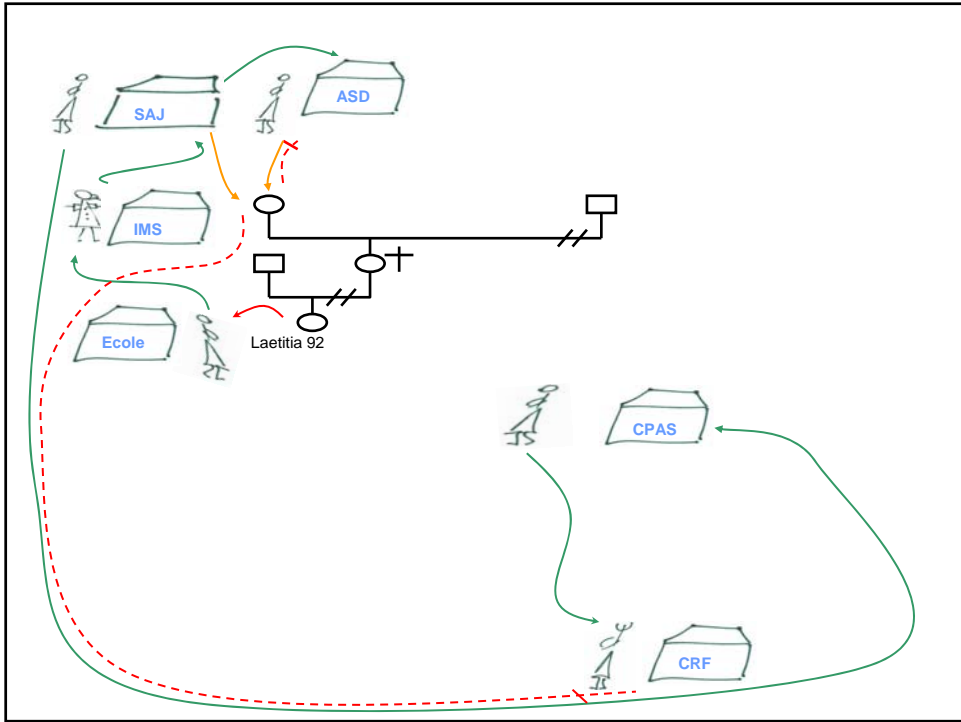 SAJ
ASD
IMS
Ecole
Laetitia 92
CPAS
CRF